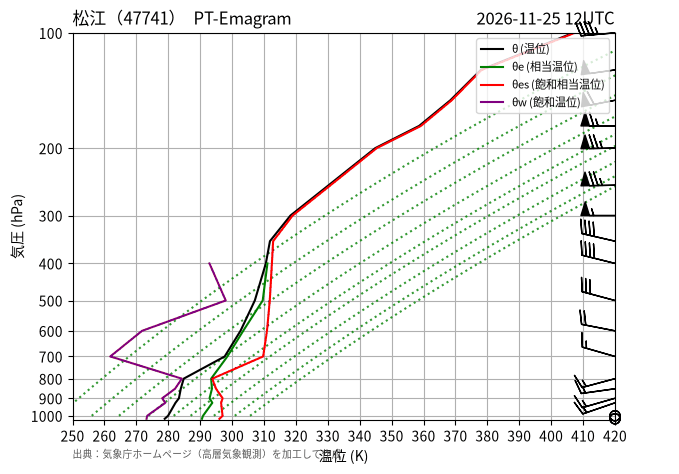 松江（47741） PT-Emagram
2026-11-25 12UTC
θ (温位)
θe (相当温位)
θes (飽和相当温位)
θw (飽和温位)
気圧 (hPa)
100
200
300
400
500
600
700
800
900
1000
250 260 270 280 290 300 310 320 330 340 350 360 370 380 390 400 410 420
温位 (K)
出典：気象庁ホームページ（高層気象観測）を加工して